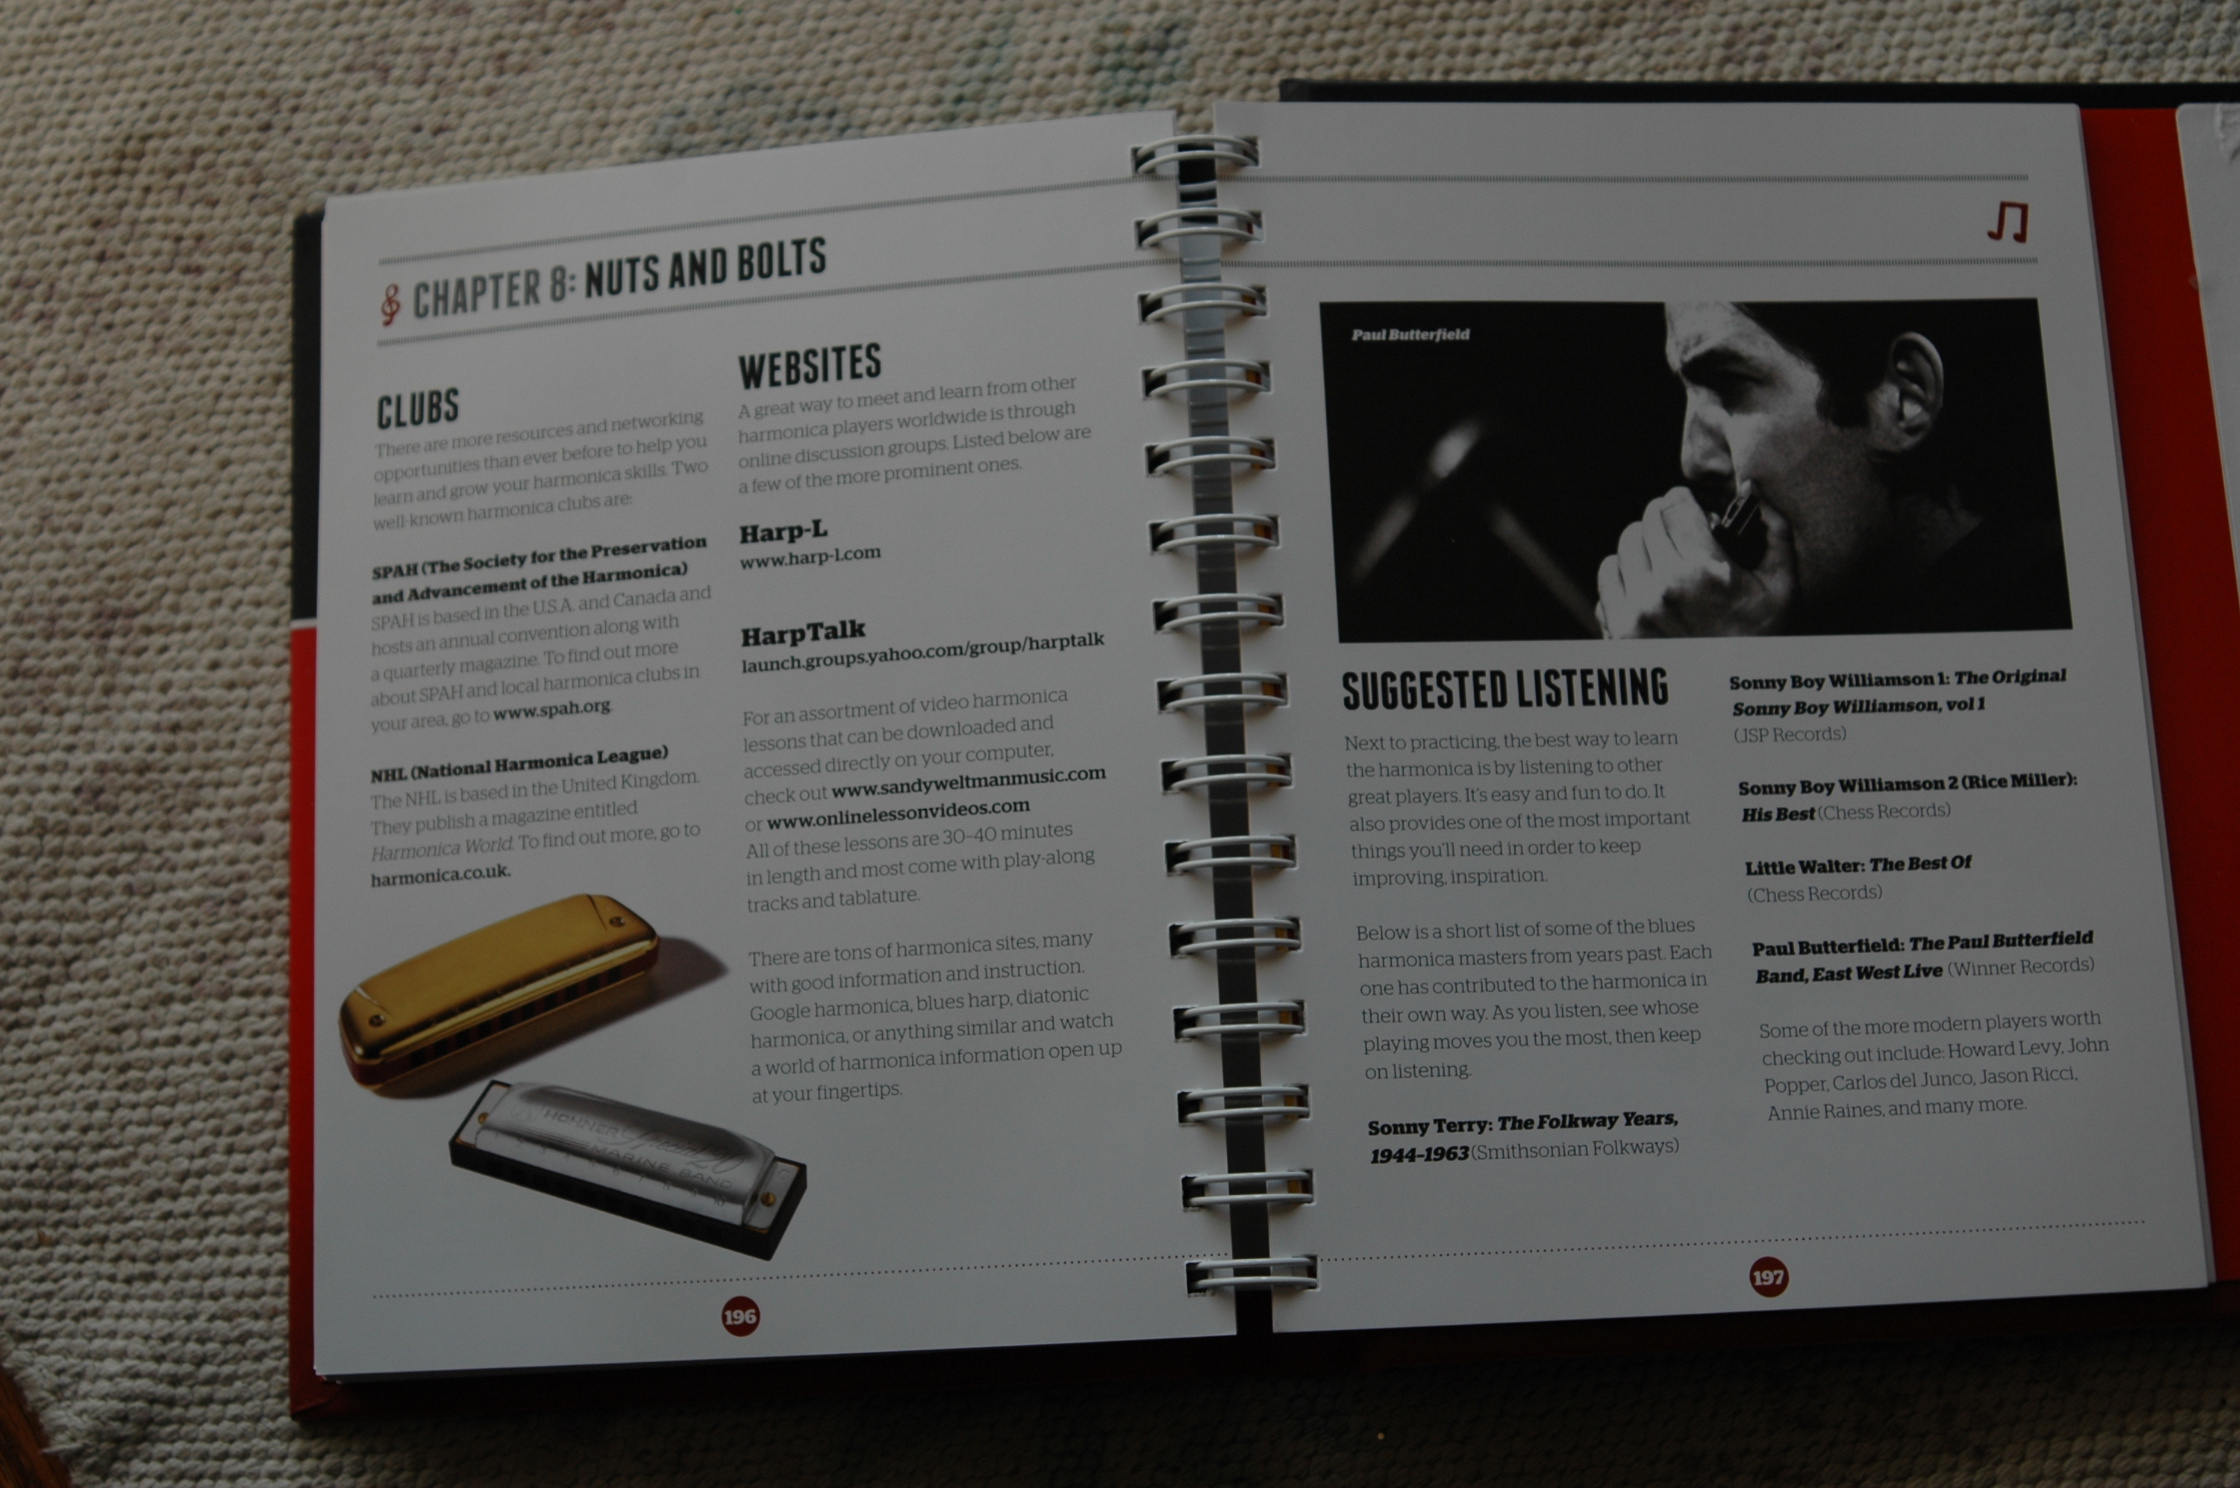 CHAPTER 8: NUTS AND BOLTS
CLUBS
There are more resources and networking
opportunities than ever before to help you
learn and grow your harmonica skills. Two
well-known harmonica clubs are:
SPAH (The Society for the Preservation
and Advancement of the Harmonica)
SPAH is based in the U.S.A. and Canada and
hosts an annual convention along with
a quarterly magazine. To find out more
about SPAH and local harmonica clubs in
your area, go to www.spah.org
NHL (National Harmonica League)
The NHL is based in the United Kingdom.
They publish a magazine entitled
Harmonica World. To find out more, go to
harmonica.co.uk.
HOHNER
MARINE BAND
WEBSITES
A great way to meet and learn from other
harmonica players worldwide is through
online discussion groups. Listed below are
a few of the more prominent ones.
Harp-L
www.harp-l.com
HarpTalk
launch.groups.yahoo.com/group/harptalk
For an assortment of video harmonica
lessons that can be downloaded and
accessed directly on your computer,
check out www.sandyweltmanmusic.com
or www.onlinelessonvideos.com
All of these lessons are 30–40 minutes
in length and most come with play-along
tracks and tablature.
There are tons of harmonica sites, many
with good information and instruction.
Google harmonica, blues harp, diatonic
harmonica, or anything similar and watch
a world of harmonica information open up
at your fingertips.
196
Paul Butterfield
SUGGESTED LISTENING
Next to practicing, the best way to learn
the harmonica is by listening to other
great players. It's easy and fun to do. It
also provides one of the most important
things you'll need in order to keep
improving, inspiration.
Below is a short list of some of the blues
harmonica masters from years past. Each
one has contributed to the harmonica in
their own way. As you listen, see whose
playing moves you the most, then keep
on listening.
Sonny Terry: The Folkway Years,
1944–1963 (Smithsonian Folkways)
Sonny Boy Williamson 1: The Original
Sonny Boy Williamson, vol 1
(JSP Records)
Sonny Boy Williamson 2 (Rice Miller):
His Best (Chess Records)
Little Walter: The Best Of
(Chess Records)
Paul Butterfield: The Paul Butterfield
Band, East West Live (Winner Records)
Some of the more modern players worth
checking out include: Howard Levy, John
Popper, Carlos del Junco, Jason Ricci,
Annie Raines, and many more.
197